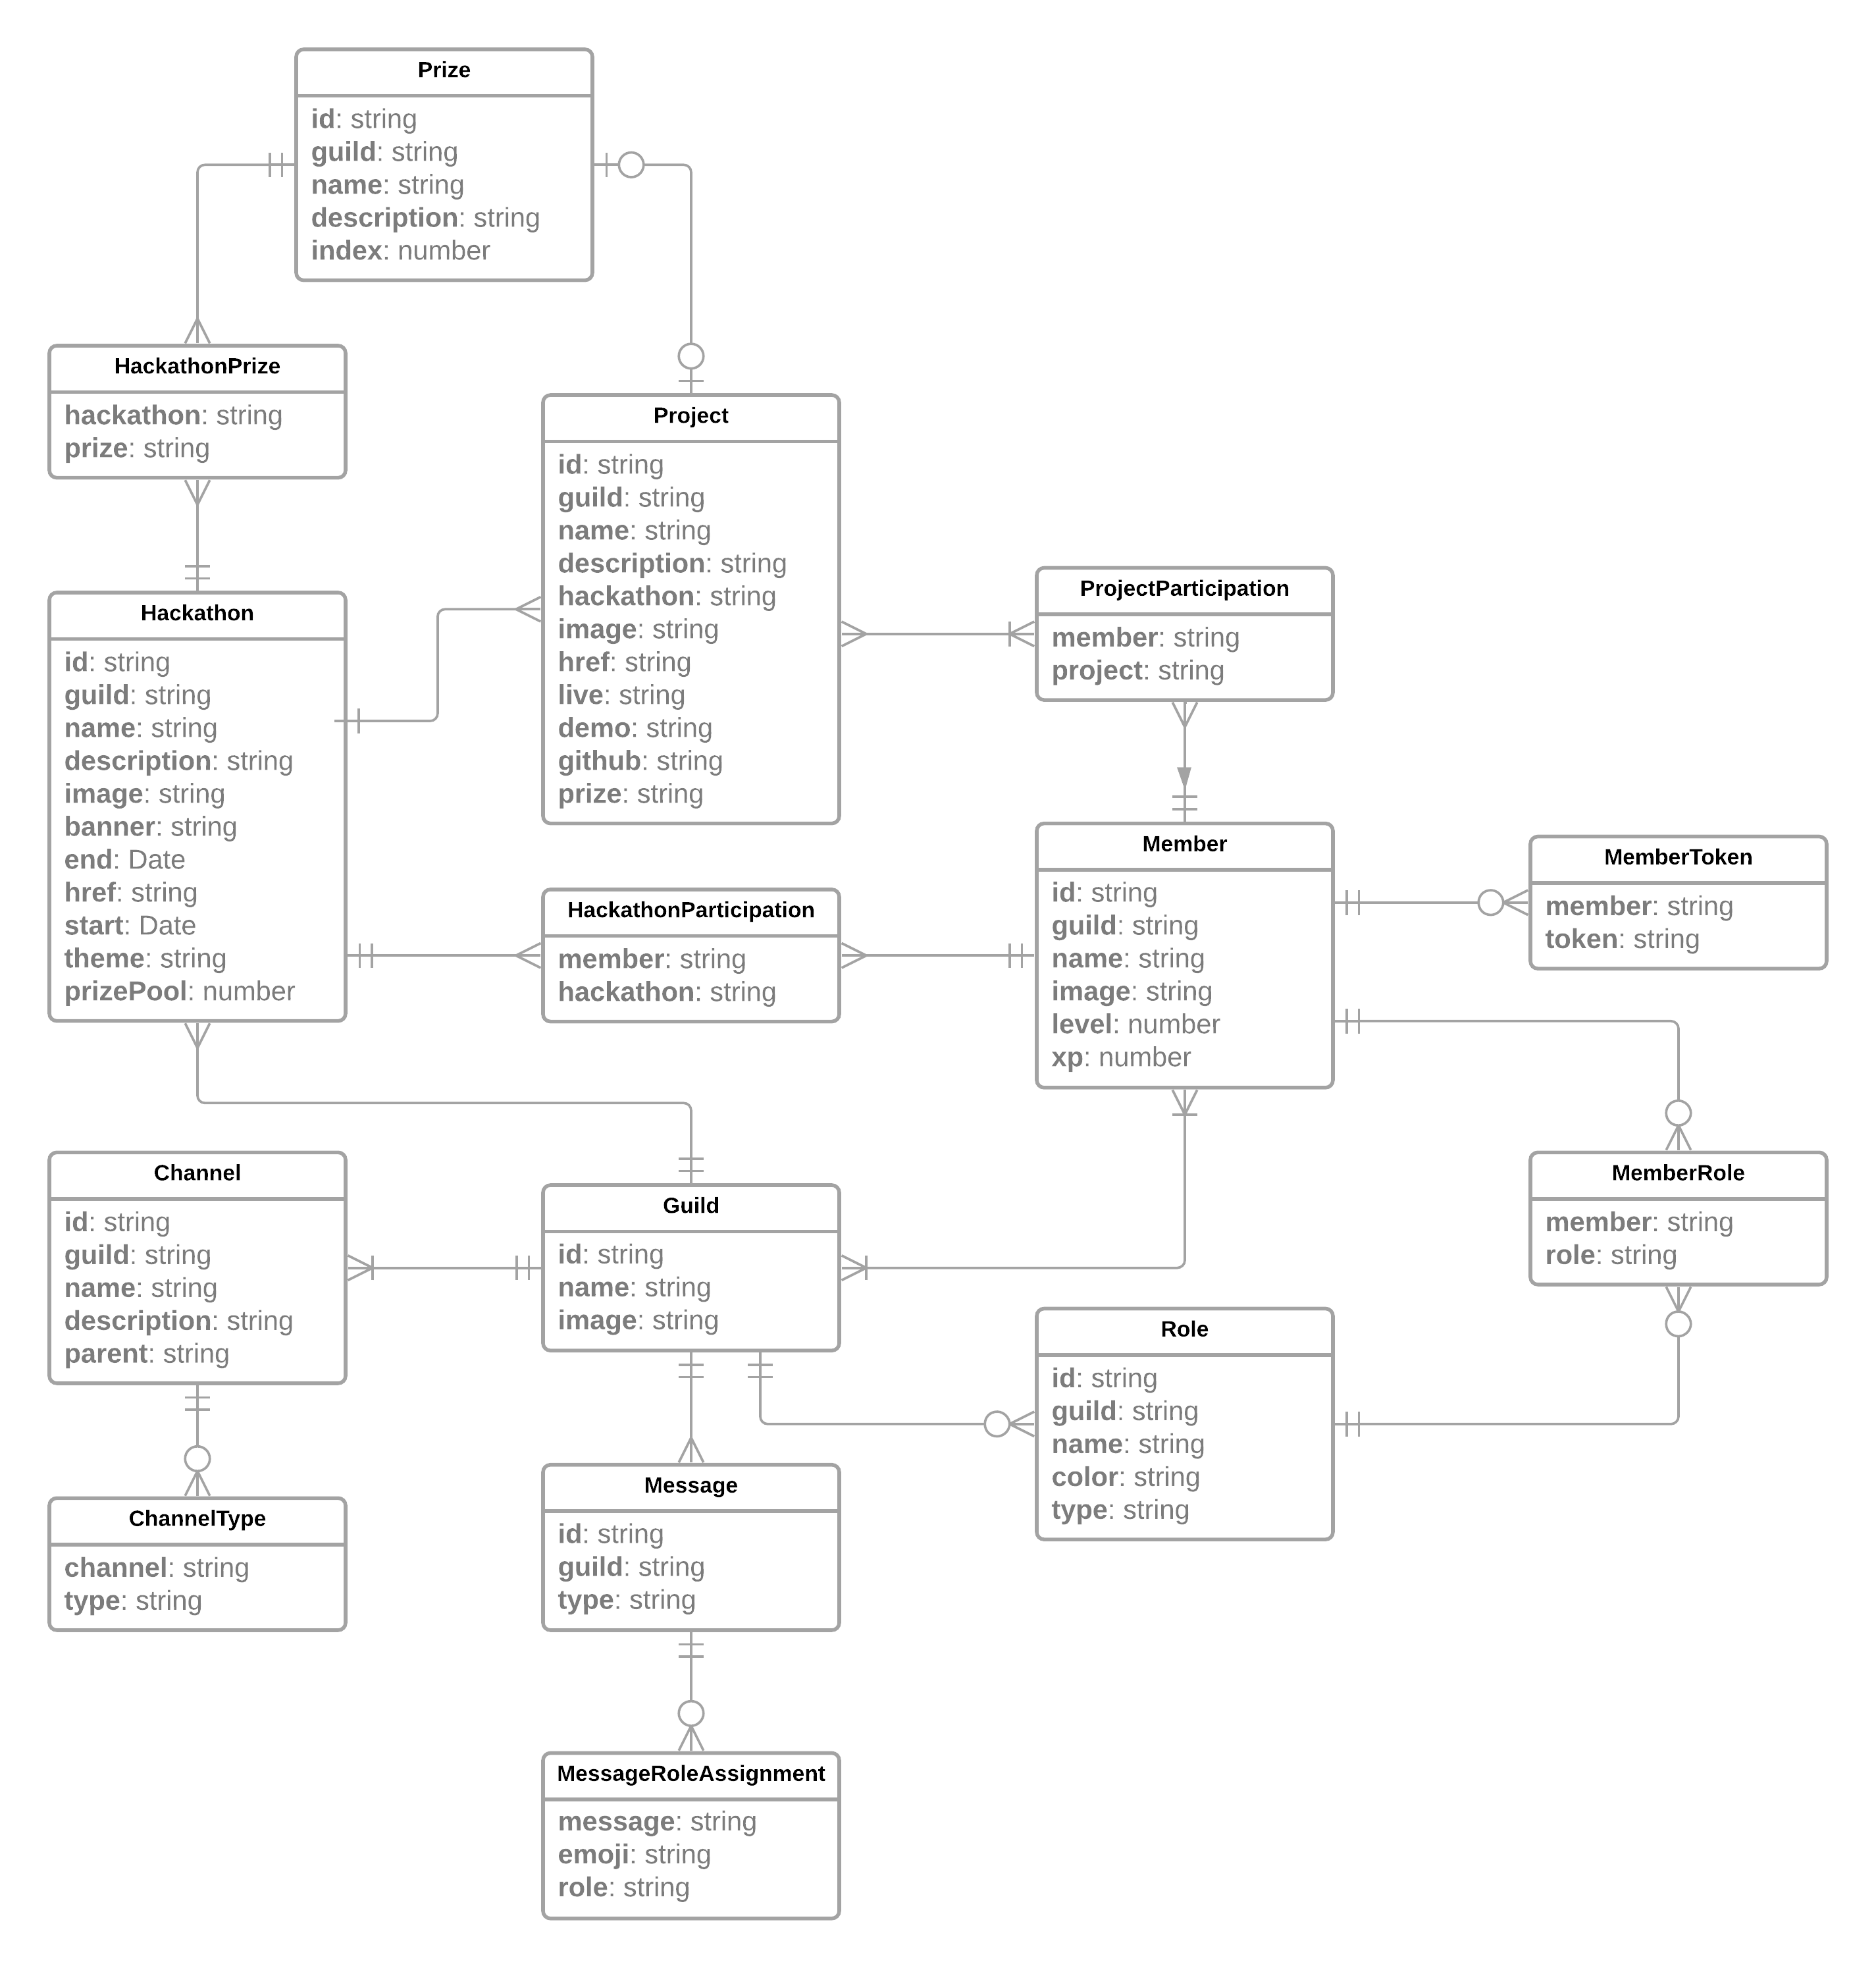 Prize
id: string
guild: string
name: string
description: string
index: number
HackathonPrize
hackathon: string
prize: string
Project
id: string
guild: string
name: string
description: string
hackathon: string
image: string
href: string
live: string
demo: string
github: string
prize: string
ProjectParticipation
member: string
project: string
Hackathon
id: string
guild: string
name: string
description: string
image: string
banner: string
end: Date
href: string
start: Date
theme: string
prizePool: number
HackathonParticipation
member: string
hackathon: string
Member
id: string
guild: string
name: string
image: string
level: number
xp: number
MemberToken
member: string
token: string
Channel
id: string
guild: string
name: string
description: string
parent: string
Guild
id: string
name: string
image: string
MemberRole
member: string
role: string
Role
id: string
guild: string
name: string
color: string
type: string
ChannelType
channel: string
type: string
Message
id: string
guild: string
type: string
MessageRoleAssignment
message: string
emoji: string
role: string